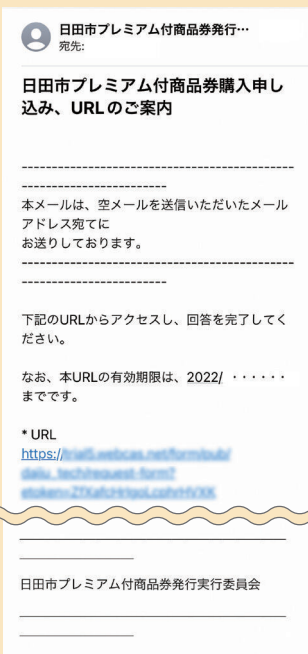 日田市プレミアム付商品券発行…
宛先:
日田市プレミアム付商品券購入申し
込み、URLのご案内
--------------------------------------------
------------------------
本メールは、空メールを送信いただいたメール
アドレス宛てに
お送りしております。
--------------------------------------------
------------------------
下記のURLからアクセスし、回答を完了してく
ださい。
なお、本URLの有効期限は、2022/ ・・・・・・
までです。
* URL
https:/
日田市プレミアム付商品券発行実行委員会